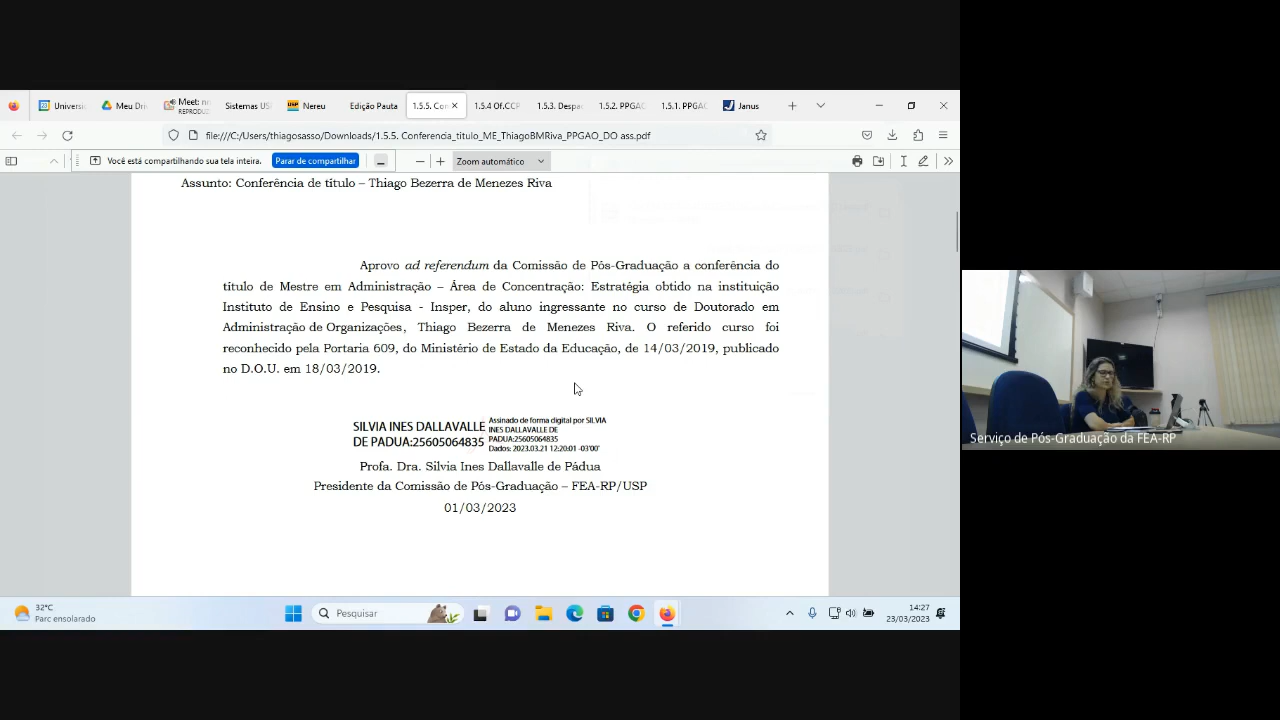 Universi
Meu Dri
Meet: nr
REPRODUZ
Sistemas US
USP
Nereu
Edição Pauta
1.5.5. Con
1.5.4 Of.CCP
1.5.3. Despa
1.5.2. PPGAC
1.5.1. PPGAC
Janus
file:///C:/Users/thiagosasso/Downloads/1.5.5. Conferencia_titulo_ME_ThiagoBMRiva_PPGAO_DO ass.pdf
Você está compartilhando sua tela inteira.
Parar de compartilhar
Zoom automático
Assunto: Conferência de título – Thiago Bezerra de Menezes Riva
Aprovo ad referendum da Comissão de Pós-Graduação a conferência do
título de Mestre em Administração – Área de Concentração: Estratégia obtido na instituição
Instituto de Ensino e Pesquisa - Insper, do aluno ingressante no curso de Doutorado em
Administração de Organizações, Thiago Bezerra de Menezes Riva. O referido curso foi
reconhecido pela Portaria 609, do Ministério de Estado da Educação, de 14/03/2019, publicado
no D.O.U. em 18/03/2019.
SILVIA INES DALLAVALLE
DE PADUA:25605064835
Assinado de forma digital por SILVIA
INES DALLAVALLE DE
PADUA:25605064835
Dados: 2023.03.21 12:20:01 -03'00'
Profa. Dra. Silvia Ines Dallavalle de Pádua
Presidente da Comissão de Pós-Graduação – FEA-RP/USP
01/03/2023
Serviço de Pós-Graduação da FEA-RP
32°C
Parc ensolarado
Pesquisar
14:27
23/03/2023